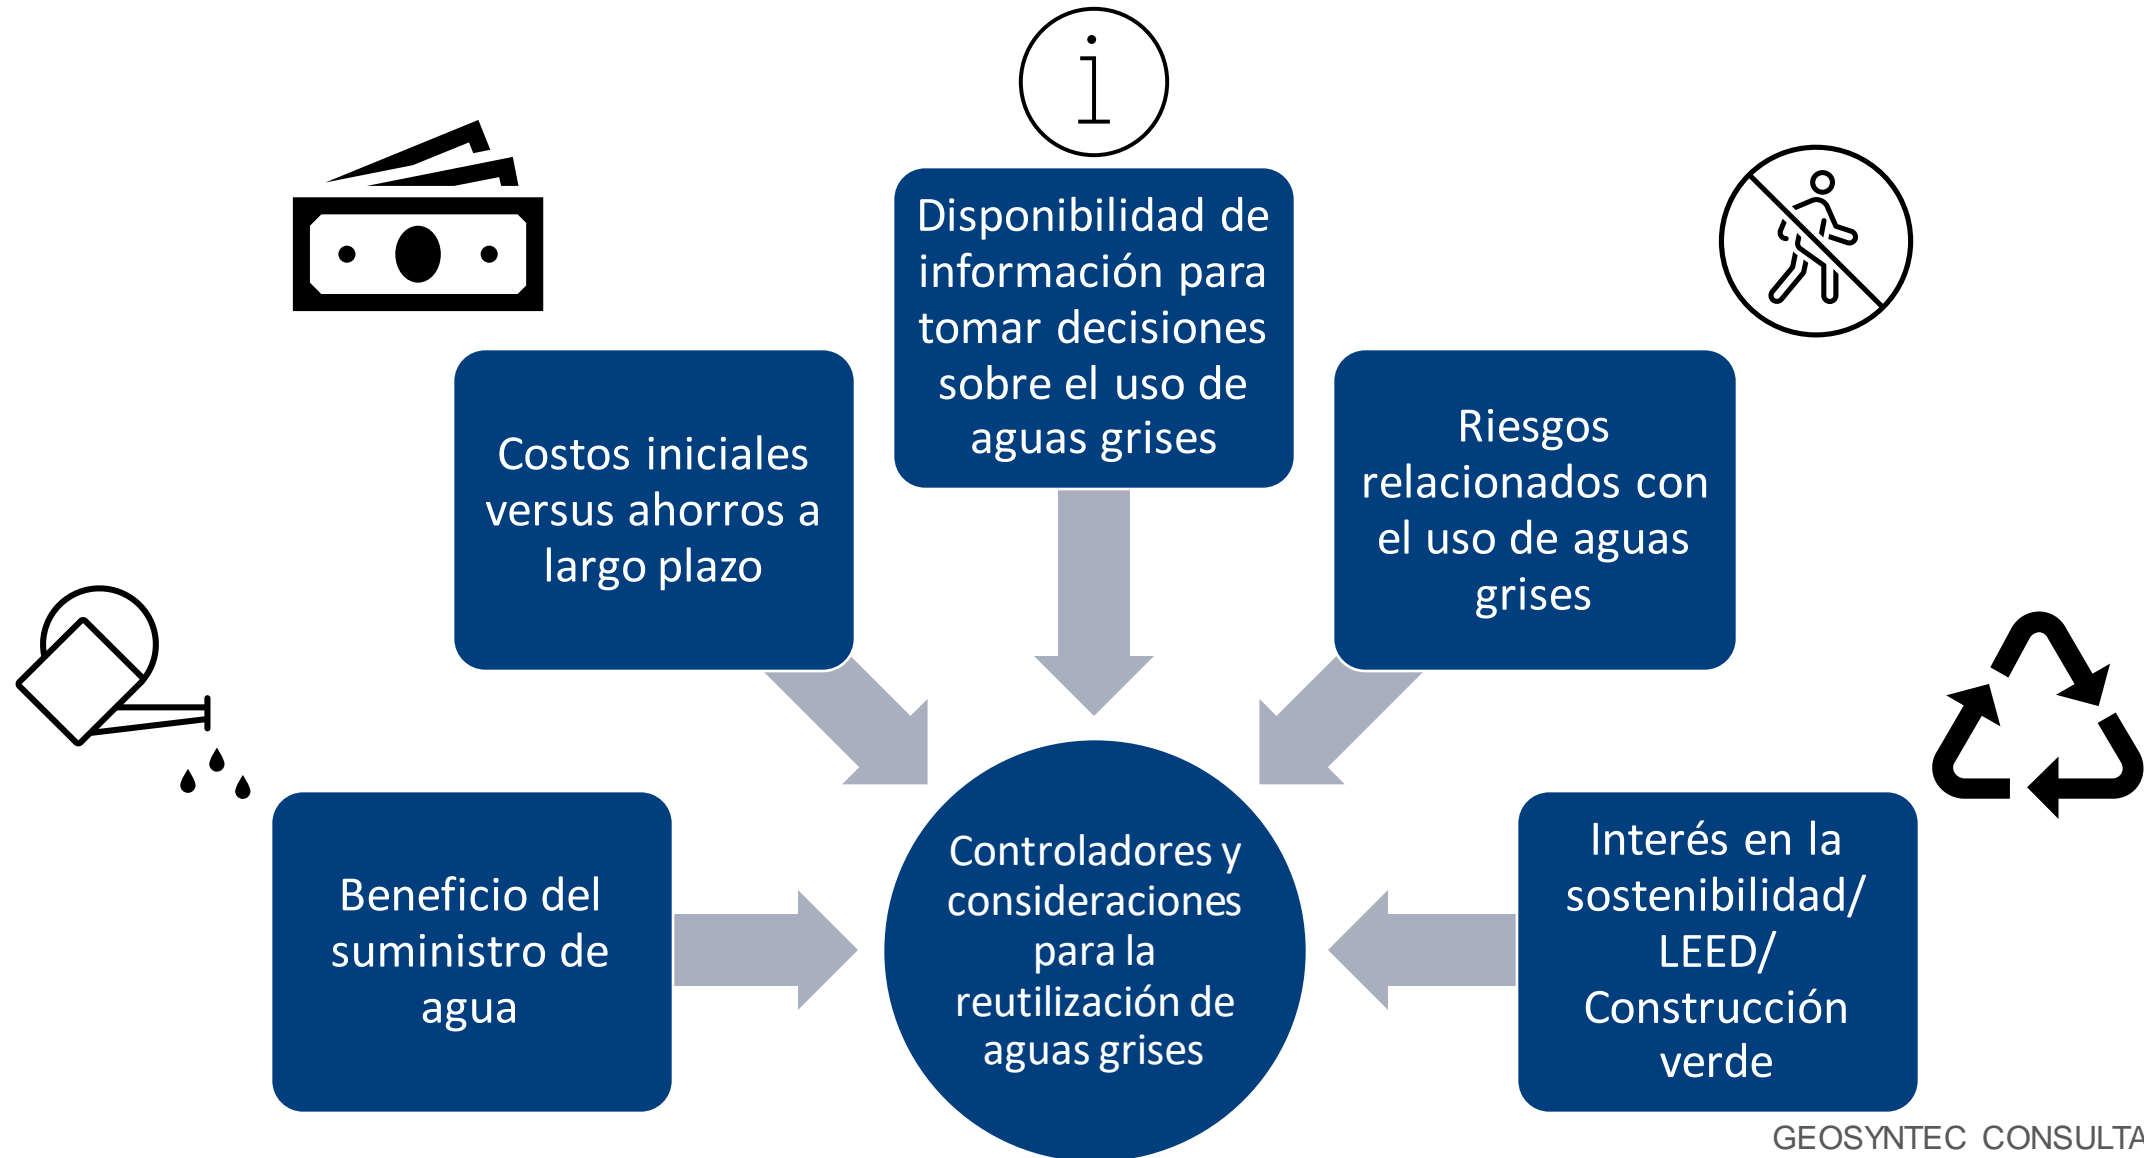 Disponibilidad de
información para
tomar decisiones
sobre el uso de
aguas grises
Costos iniciales
versus ahorros a
largo plazo
Riesgos
relacionados con
el uso de aguas
grises
Beneficio del
suministro de
agua
Controladores y
consideraciones
para la
reutilización de
aguas grises
Interés en la
sostenibilidad/
LEED/
Construcción
verde
GEOSYNTEC CONSULTA